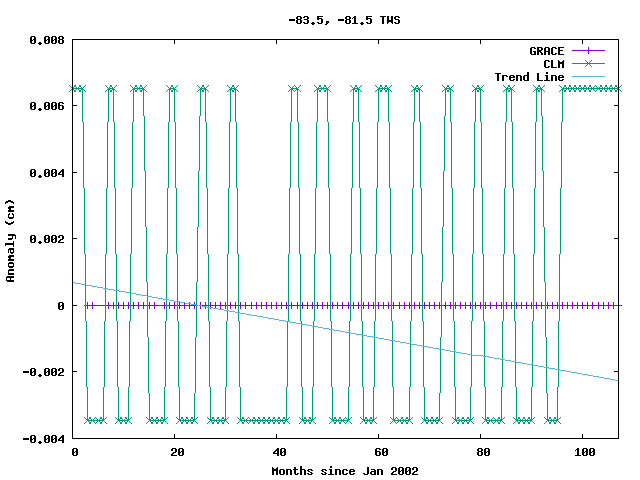 -83.5, -81.5 TWS
GRACE
CLM
Trend Line
0.008
0.006
0.004
0.002
0
-0.002
-0.004
Anomaly (cm)
0 20 40 60 80 100
Months since Jan 2002